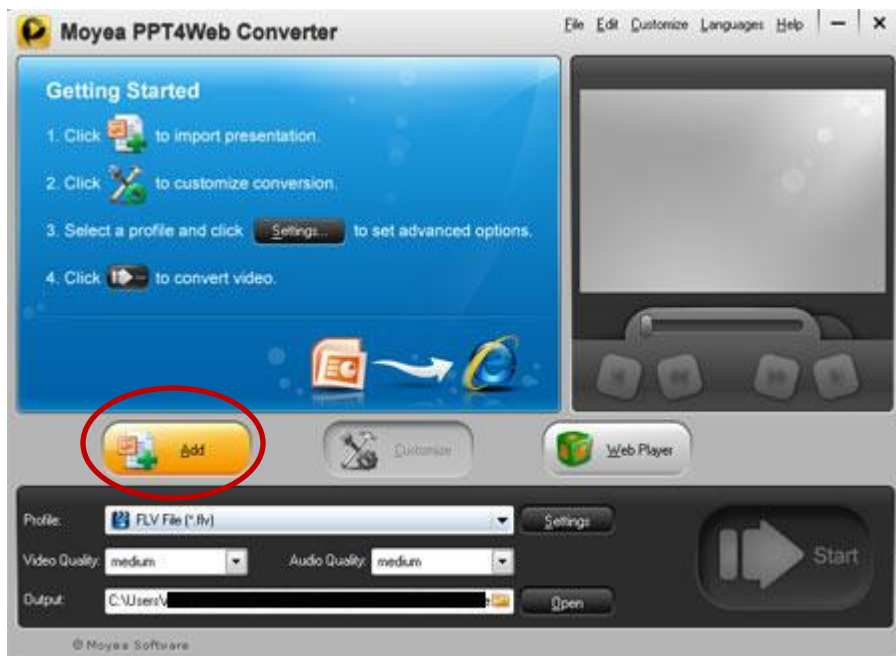 Moyea PPT4Web Converter
File Edit Customize Languages Help
Getting Started
1. Click to import presentation.
2. Click to customize conversion.
3. Select a profile and click Settings... to set advanced options.
4. Click to convert video.
Add
Customize
Web Player
Profile: FLV File (*.flv) Settings
Video Quality: medium Audio Quality: medium
Start
Output: C:\Users\ e Open
© Moyea Software